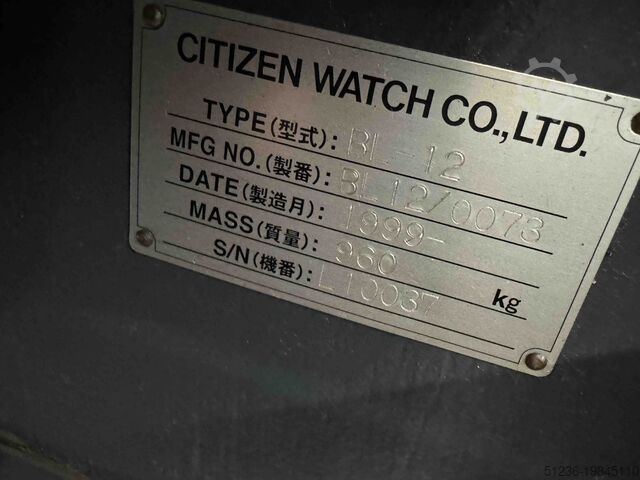 CITIZEN WATCH CO., LTD.
TYPE(型式): BL-12
MFG NO.(製番): BL12/0073
DATE(製造月): 1999-
MASS(質量): 960 kg
S/N(機番): L10037
51236-19845110